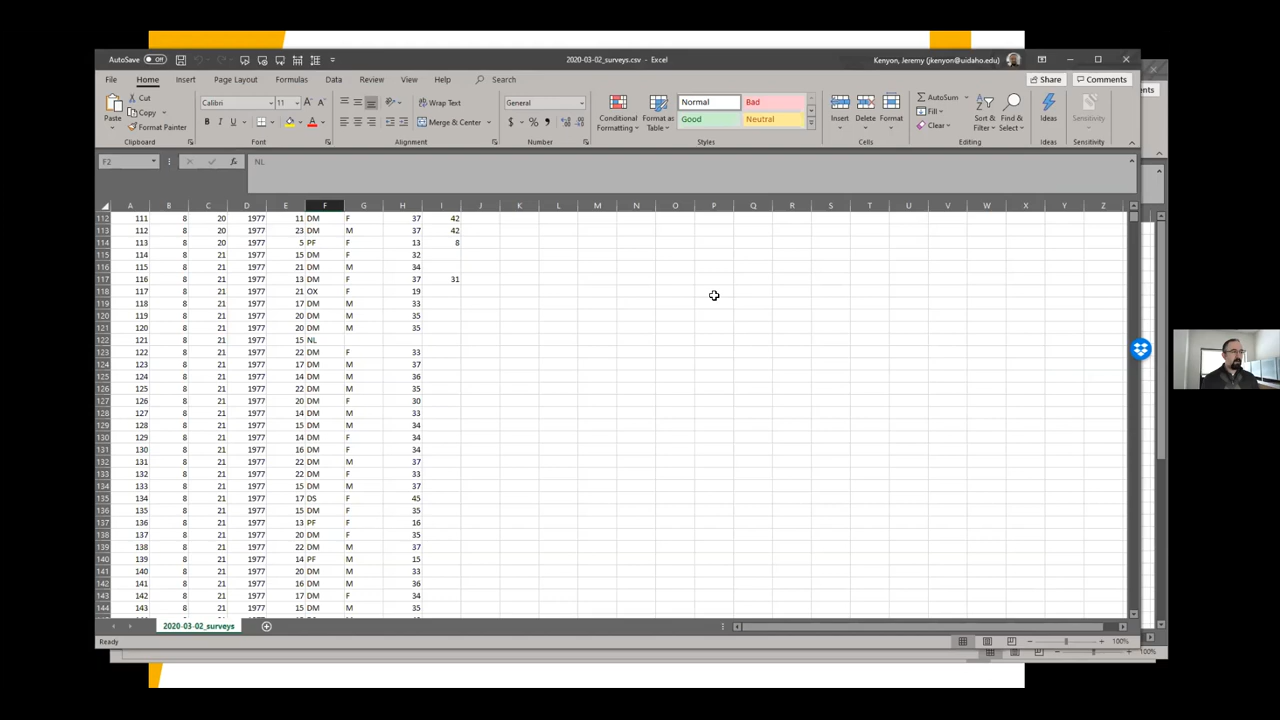 AutoSave Off 2020-03-02_surveys.csv - Excel Kenyon, Jeremy (jkenyon@uidaho.edu)
File Home Insert Page Layout Formulas Data Review View Help Search Share Comments
Paste Cut Copy Format Painter Clipboard
Calibri 11 A A B I U A Font
Wrap Text Merge & Center Alignment
General $ % , Number
Conditional Formatting Format as Table Normal Bad Good Neutral Styles
Insert Delete Format Cells
AutoSum Fill Clear Sort & Filter Find & Select Editing
Ideas Ideas
Sensitivity Sensitivity
ents
F2 fx NL
A B C D E F G H I J K L M N O P Q R S T U V W X Y Z
112 111 8 20 1977 11 DM F 37 42
113 112 8 20 1977 23 DM M 37 42
114 113 8 20 1977 5 PF F 13 8
115 114 8 21 1977 15 DM F 32
116 115 8 21 1977 21 DM M 34
117 116 8 21 1977 13 DM F 37 31
118 117 8 21 1977 21 OX F 19
119 118 8 21 1977 17 DM M 33
120 119 8 21 1977 20 DM M 35
121 120 8 21 1977 20 DM M 35
122 121 8 21 1977 15 NL
123 122 8 21 1977 22 DM F 33
124 123 8 21 1977 17 DM M 37
125 124 8 21 1977 14 DM M 36
126 125 8 21 1977 22 DM M 35
127 126 8 21 1977 20 DM F 30
128 127 8 21 1977 14 DM M 33
129 128 8 21 1977 15 DM M 34
130 129 8 21 1977 14 DM F 34
131 130 8 21 1977 16 DM F 34
132 131 8 21 1977 22 DM M 37
133 132 8 21 1977 22 DM F 33
134 133 8 21 1977 15 DM M 37
135 134 8 21 1977 17 DS F 45
136 135 8 21 1977 15 DM F 35
137 136 8 21 1977 13 PF F 16
138 137 8 21 1977 20 DM F 35
139 138 8 21 1977 22 DM M 37
140 139 8 21 1977 14 PF M 15
141 140 8 21 1977 20 DM M 33
142 141 8 21 1977 16 DM M 36
143 142 8 21 1977 17 DM F 34
144 143 8 21 1977 15 DM M 35
2020-03-02_surveys
Ready 100%
100%